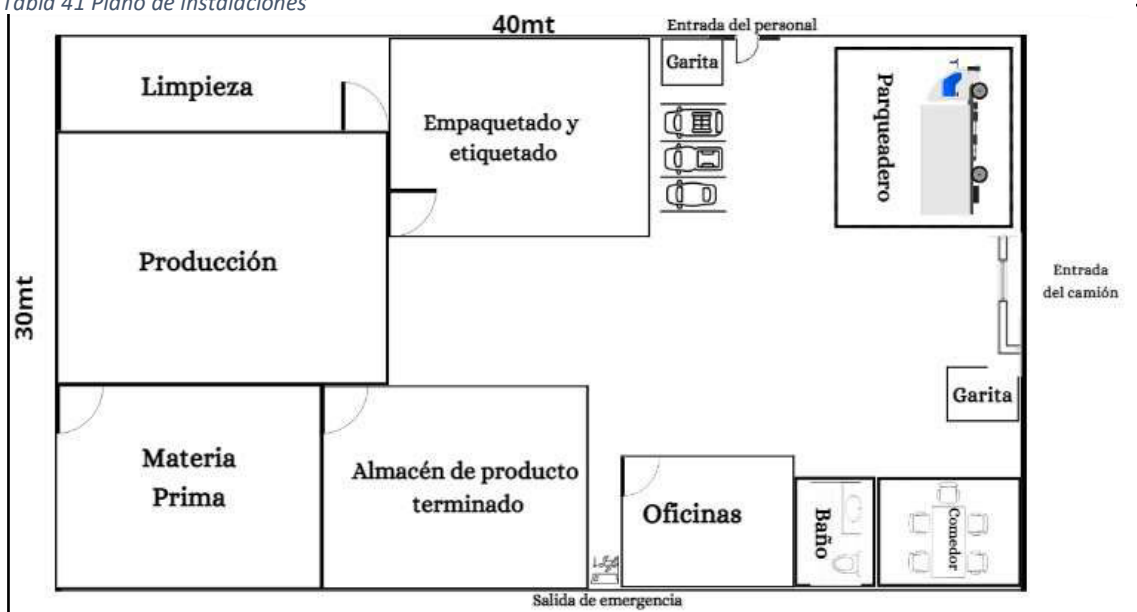 Tabla 41 Plano de instalaciones
40mt
Entrada del personal
Limpieza
Garita
Empaquetado y
etiquetado
Parqueadero
Producción
Entrada
del camión
30mt
Garita
Materia
Prima
Almacén de producto
terminado
Oficinas
Baño
Comedor
Salida de emergencia